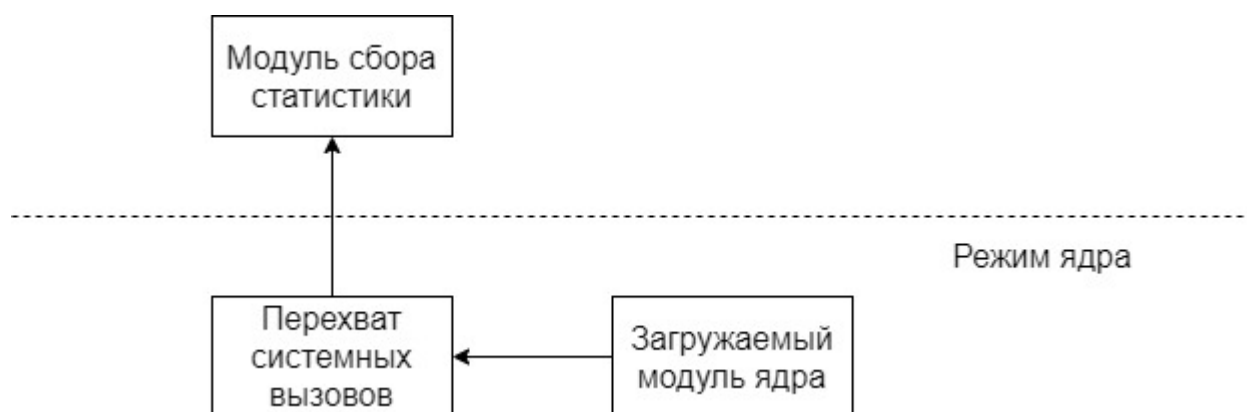 Модуль сбора
статистики
Режим ядра
Перехват
системных
вызовов
Загружаемый
модуль ядра